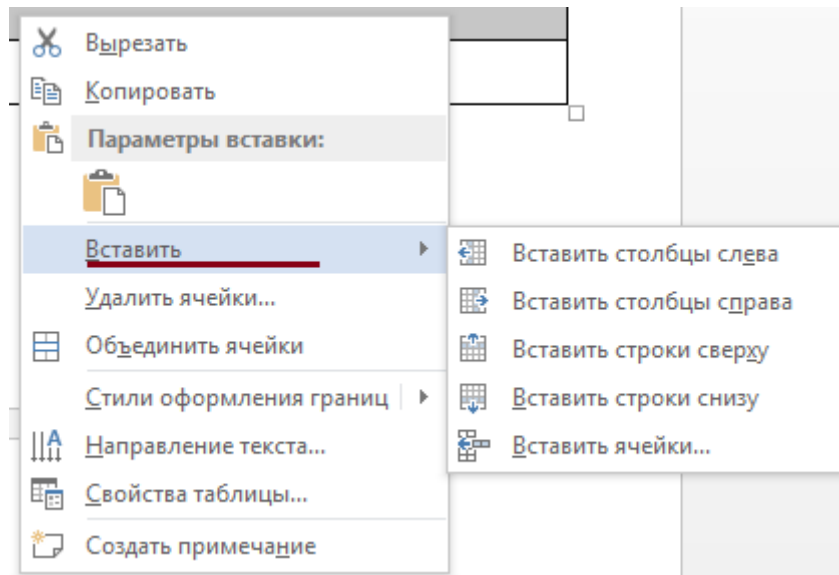 Вырезать
Копировать
Параметры вставки:
Вставить
Удалить ячейки...
Объединить ячейки
Стили оформления границ
Направление текста...
Свойства таблицы...
Создать примечание
Вставить столбцы слева
Вставить столбцы справа
Вставить строки сверху
Вставить строки снизу
Вставить ячейки...